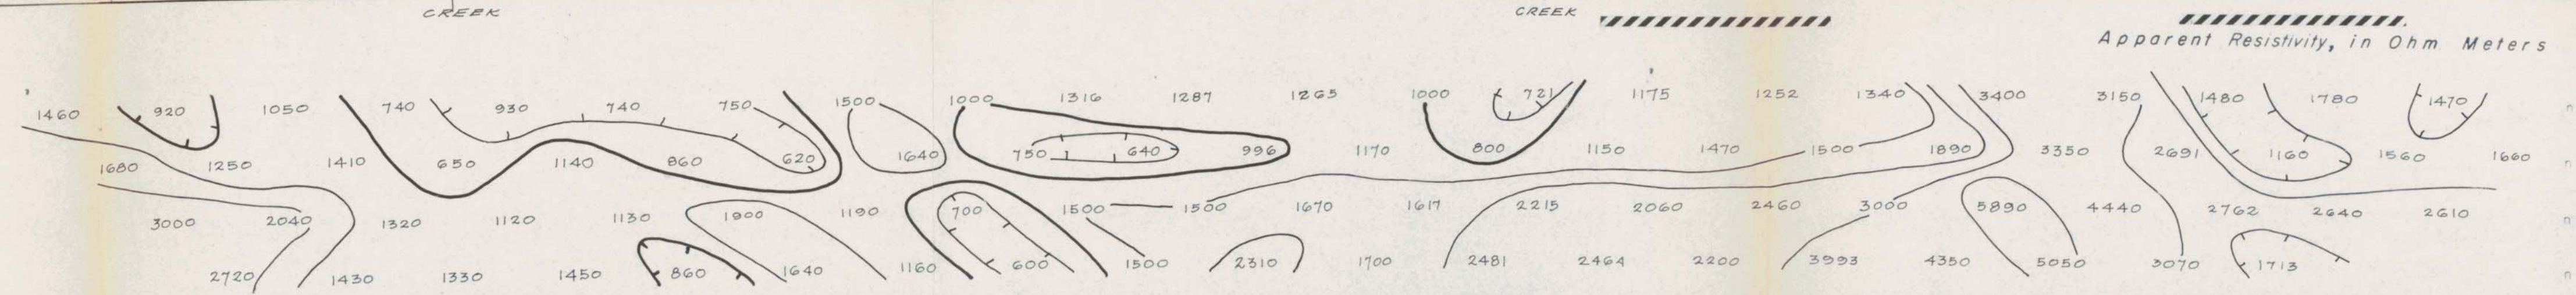 CREEK CREEK
Apparent Resistivity, in Ohm Meters
1460 920 1050 740 930 740 750 1500 1000 1316 1287 1265 1000 721 1175 1252 1340 3400 3150 1480 1780 1470
1680 1250 1410 650 1140 860 620 1640 750 640 996 1170 800 1150 1470 1500 1890 3350 2691 1160 1560 1660
3000 2040 1320 1120 1130 1900 1190 700 1500 1500 1670 1617 2215 2060 2460 3000 5890 4440 2762 2640 2610
2720 1430 1330 1450 860 1640 1160 600 1500 2310 1700 2481 2464 2200 3993 4350 5050 3070 1713